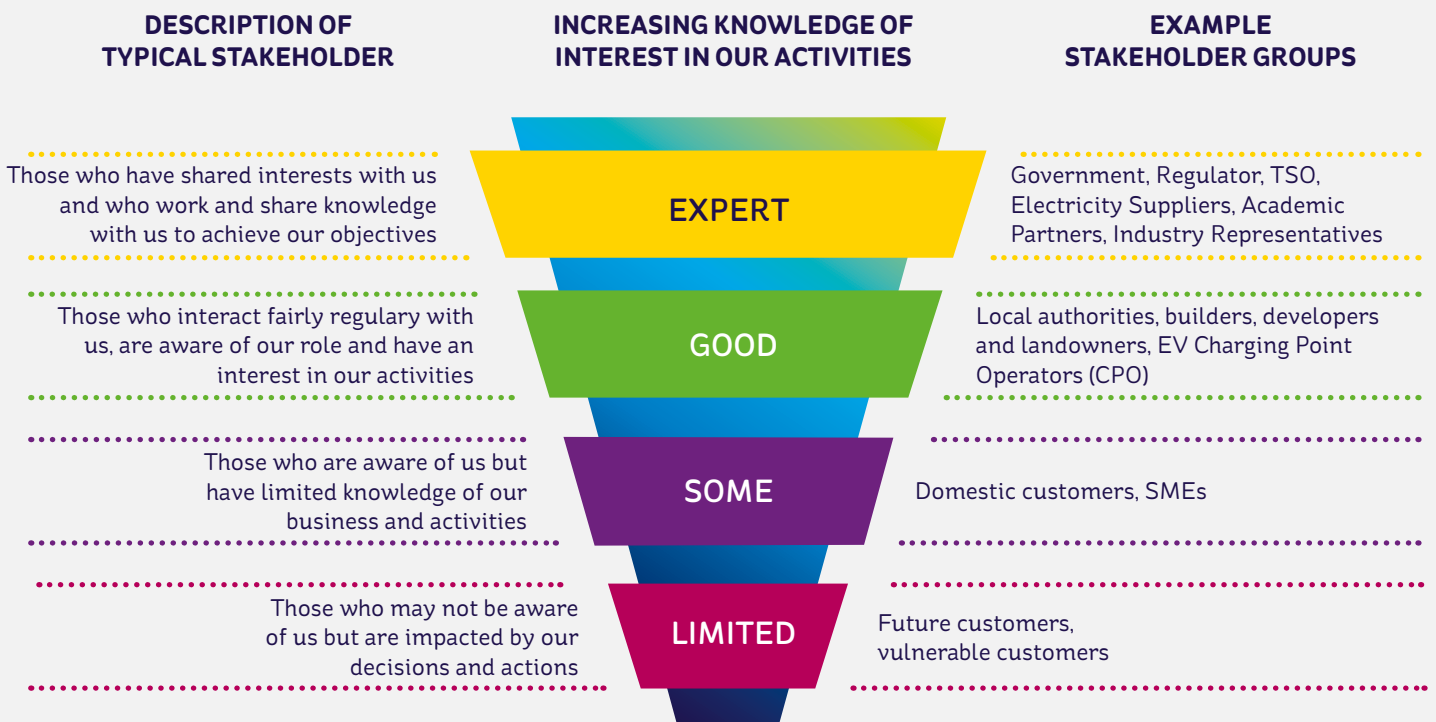 DESCRIPTION OF
TYPICAL STAKEHOLDER
INCREASING KNOWLEDGE OF
INTEREST IN OUR ACTIVITIES
EXAMPLE
STAKEHOLDER GROUPS
Those who have shared interests with us
and who work and share knowledge
with us to achieve our objectives
EXPERT
Government, Regulator, TSO,
Electricity Suppliers, Academic
Partners, Industry Representatives
Those who interact fairly regulary with
us, are aware of our role and have an
interest in our activities
GOOD
Local authorities, builders, developers
and landowners, EV Charging Point
Operators (CPO)
Those who are aware of us but
have limited knowledge of our
business and activities
SOME
Domestic customers, SMEs
Those who may not be aware
of us but are impacted by our
decisions and actions
LIMITED
Future customers,
vulnerable customers